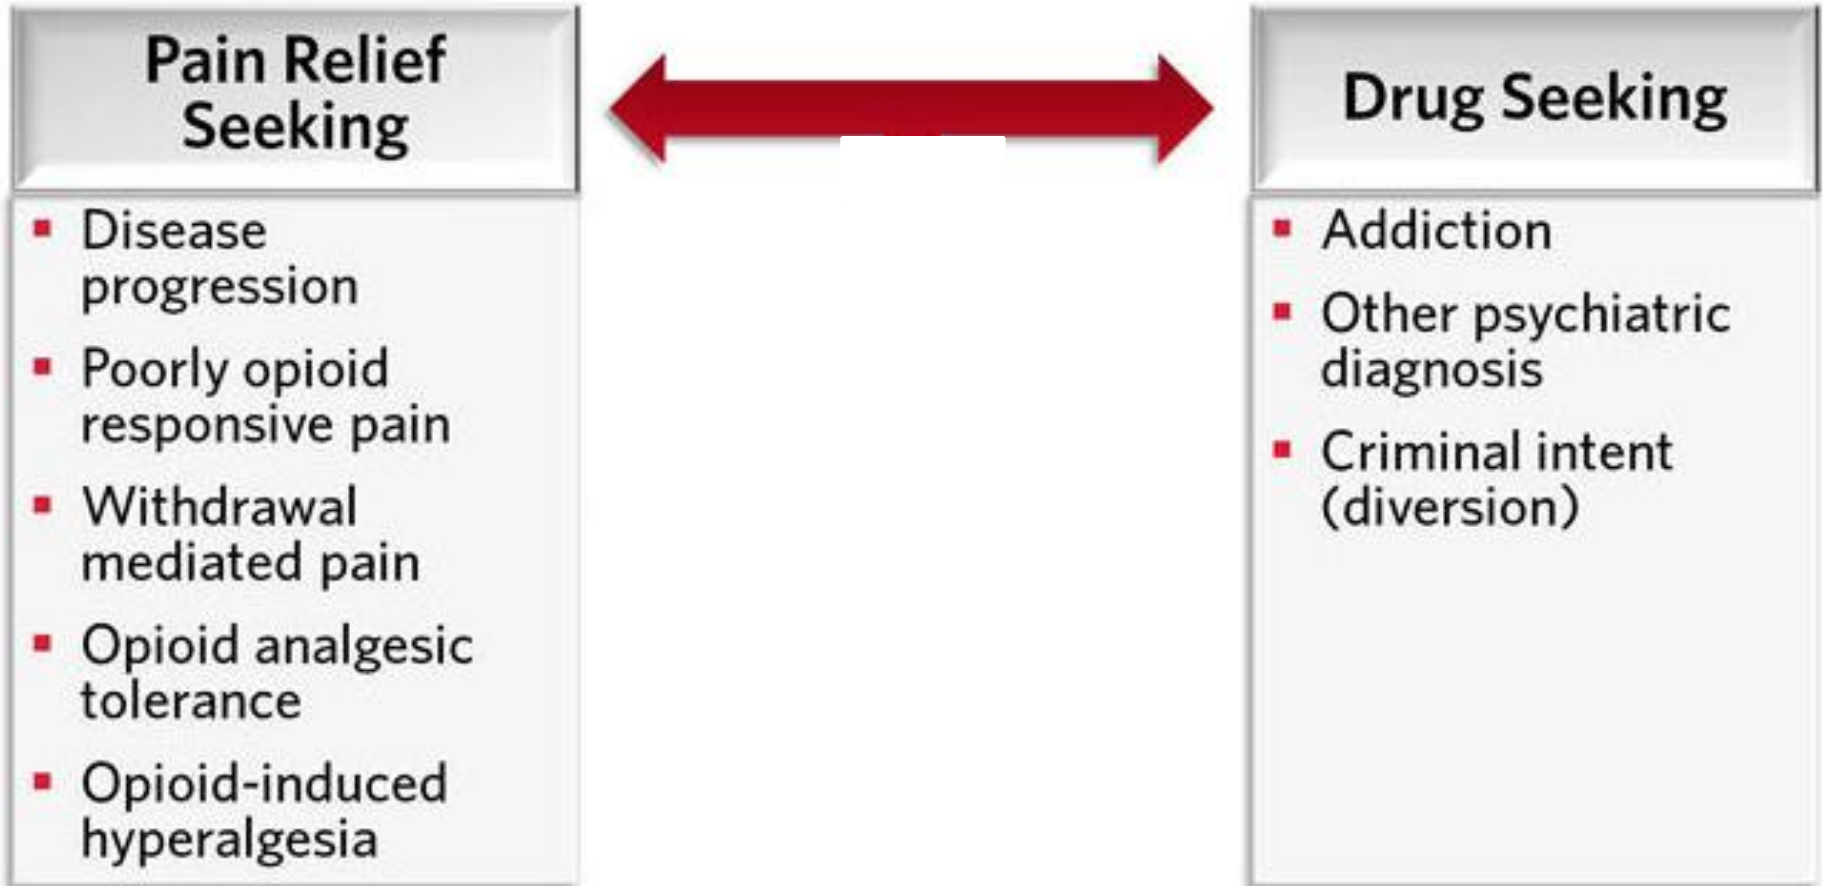 Pain Relief
Seeking
Drug Seeking
▪ Disease
progression
▪ Poorly opioid
responsive pain
▪ Withdrawal
mediated pain
▪ Opioid analgesic
tolerance
▪ Opioid-induced
hyperalgesia
▪ Addiction
▪ Other psychiatric
diagnosis
▪ Criminal intent
(diversion)